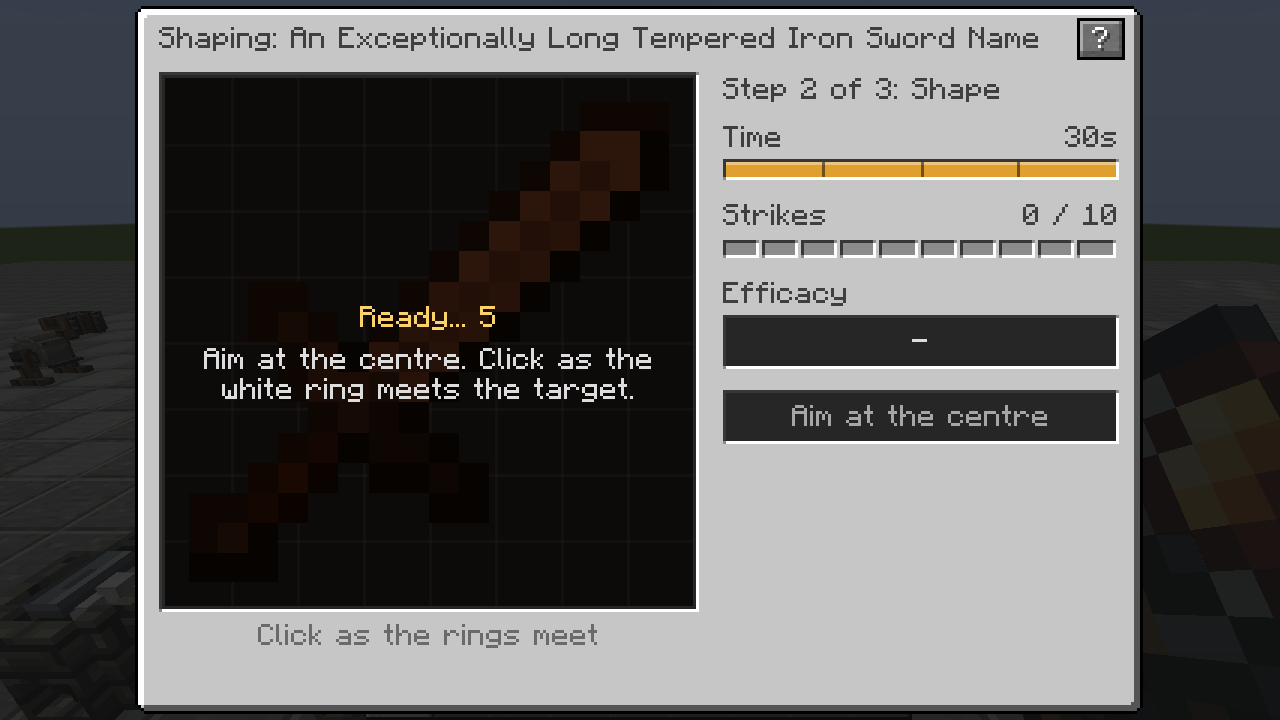 Shaping: An Exceptionally Long Tempered Iron Sword Name
?
Step 2 of 3: Shape
Time 30s
Strikes 0 / 10
Efficacy
–
Aim at the centre
Ready... 5
Aim at the centre. Click as the
white ring meets the target.
Click as the rings meet